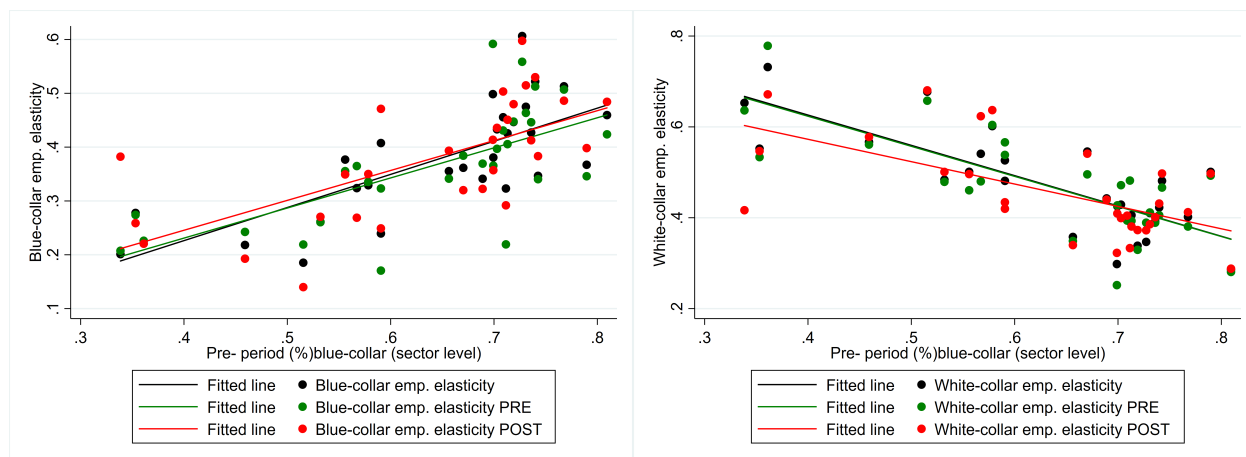 Blue-collar emp. elasticity
.6
.5
.4
.3
.2
.1
.3 .4 .5 .6 .7 .8
Pre- period (%)blue-collar (sector level)
Fitted line Blue-collar emp. elasticity
Fitted line Blue-collar emp. elasticity PRE
Fitted line Blue-collar emp. elasticity POST
White-collar emp. elasticity
.8
.6
.4
.2
.3 .4 .5 .6 .7 .8
Pre- period (%)blue-collar (sector level)
Fitted line White-collar emp. elasticity
Fitted line White-collar emp. elasticity PRE
Fitted line White-collar emp. elasticity POST